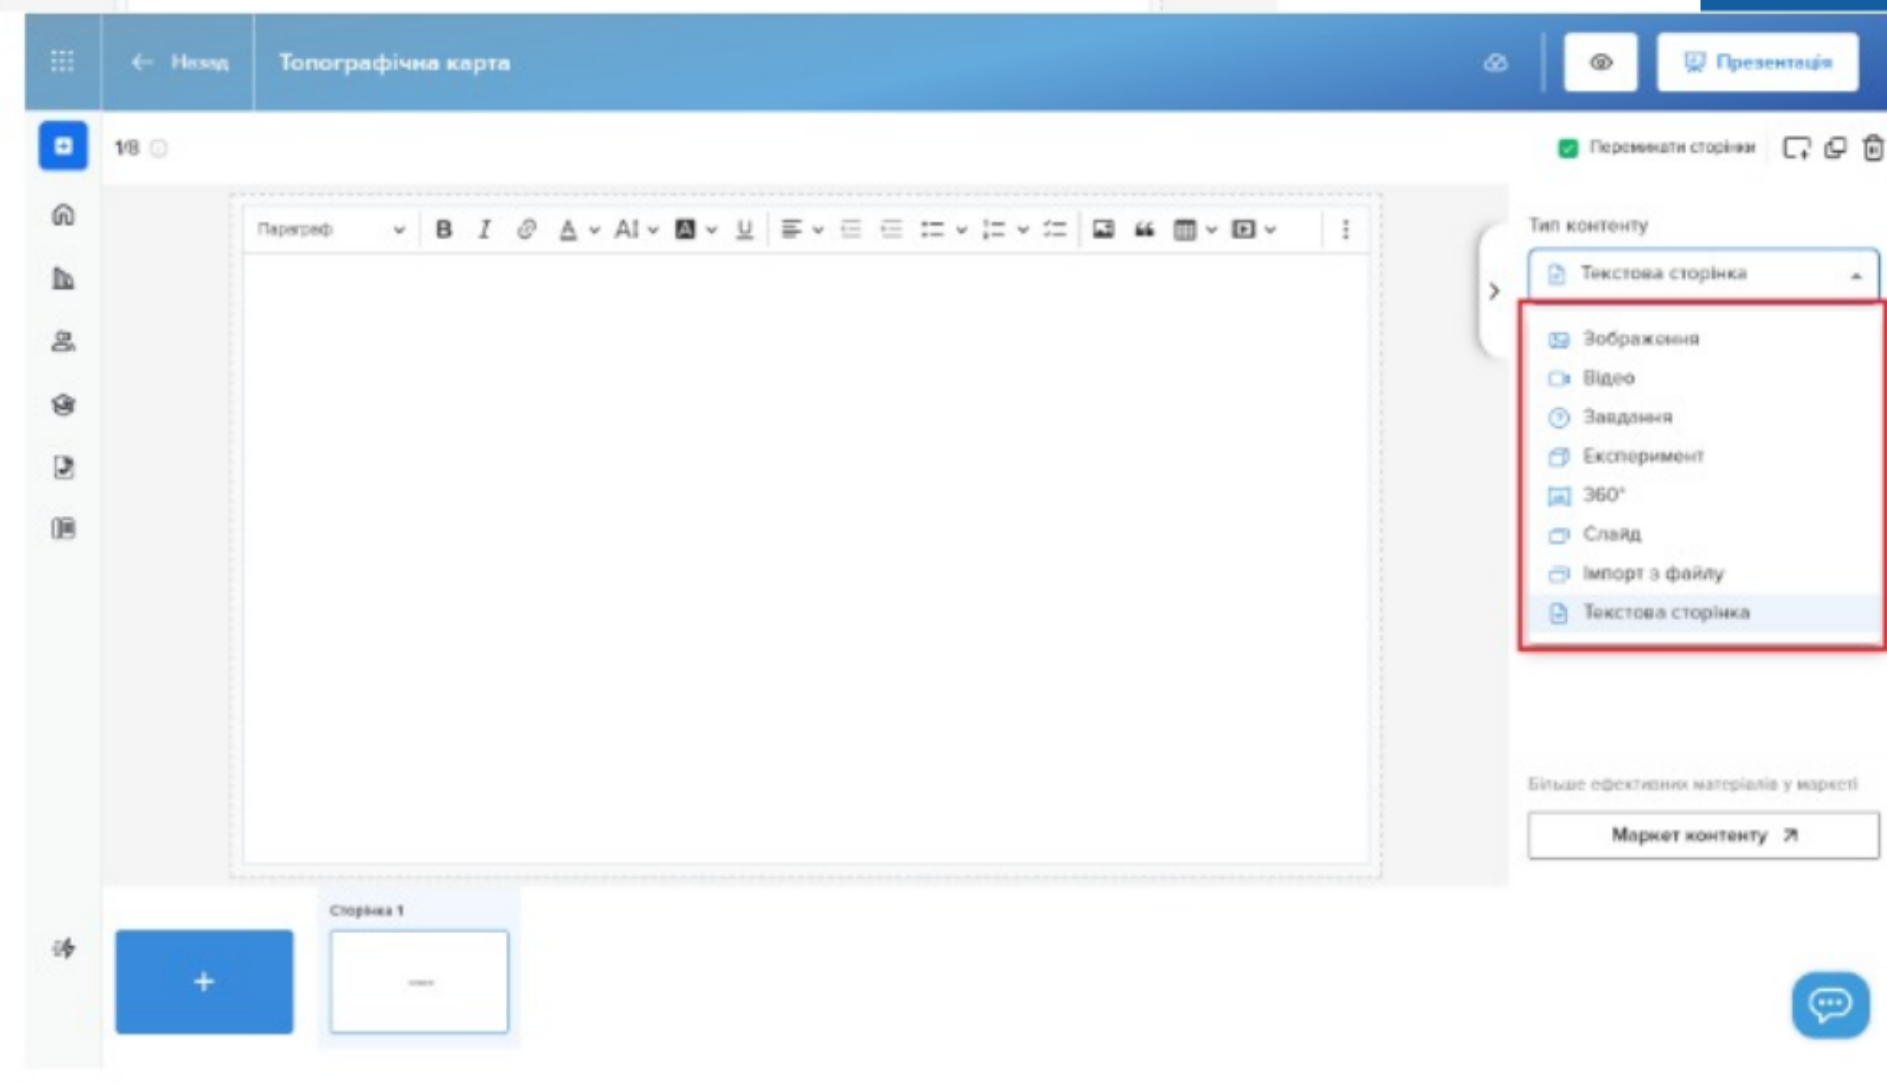 ← Назад
Топографічна карта
Презентація
1/8
Перемикати сторінки
Параграф
B I A AI A U
Тип контенту
Текстова сторінка
Зображення
Відео
Завдання
Експеримент
360°
Слайд
Імпорт з файлу
Текстова сторінка
Більше ефективних матеріалів у маркеті
Маркет контенту
Сторінка 1
+